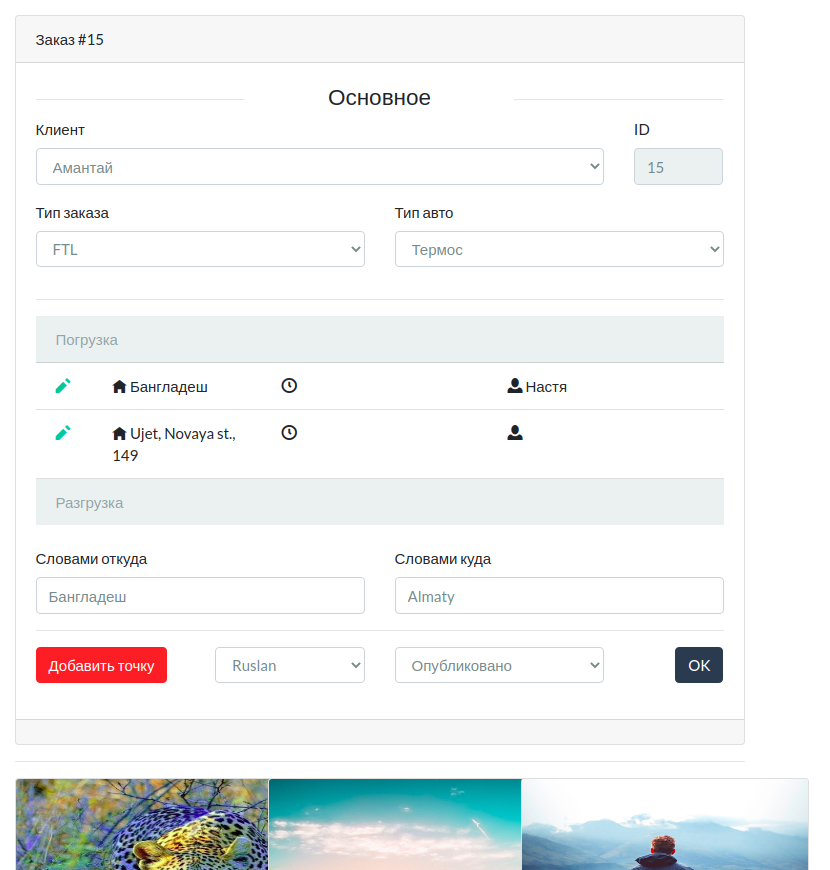 Заказ #15
Основное
Клиент ID
Амантай 15
Тип заказа Тип авто
FTL Термос
Погрузка
Бангладеш Настя
Ujet, Novaya st.,
149
Разгрузка
Словами откуда Словами куда
Бангладеш Almaty
Добавить точку Ruslan Опубликовано OK